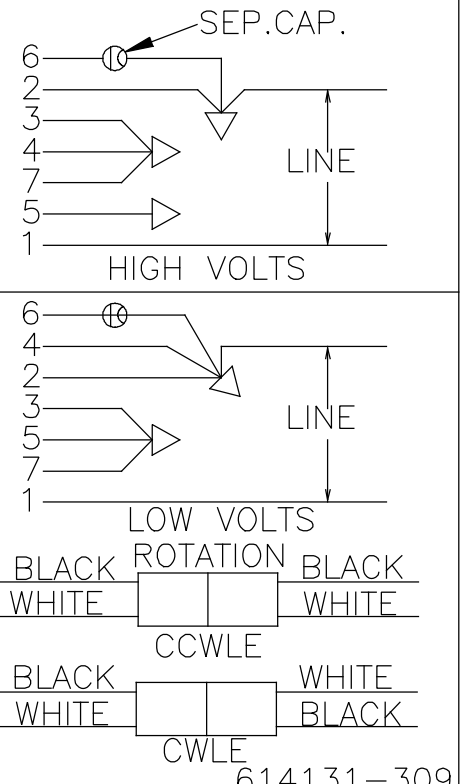 SEP.CAP.
6
2
3
4
7
5
1
LINE
HIGH VOLTS
6
4
2
3
5
7
1
LINE
LOW VOLTS
ROTATION
BLACK BLACK
WHITE WHITE
CCWLE
BLACK WHITE
WHITE BLACK
CWLE
614131-309